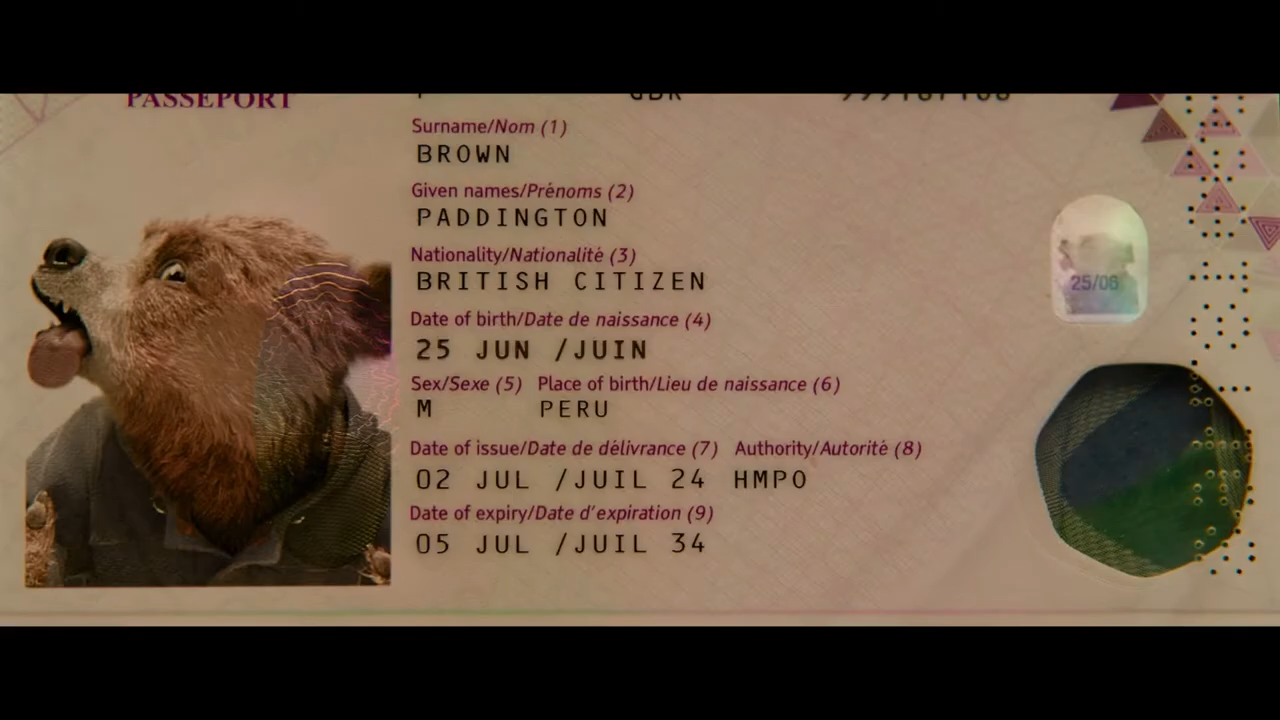 PASSEPORT
GBR
Surname/Nom (1)
BROWN
Given names/Prénoms (2)
PADDINGTON
Nationality/Nationalité (3)
BRITISH CITIZEN
25/06
Date of birth/Date de naissance (4)
25 JUN /JUIN
Sex/Sexe (5) Place of birth/Lieu de naissance (6)
M PERU
Date of issue/Date de délivrance (7) Authority/Autorité (8)
02 JUL /JUIL 24 HMPO
Date of expiry/Date d'expiration (9)
05 JUL /JUIL 34